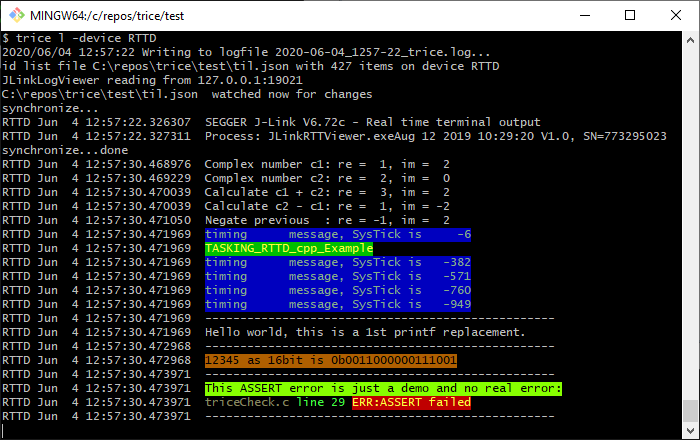 MINGW64:/c/repos/trice/test
$ trice l -device RTTD
2020/06/04 12:57:22 Writing to logfile 2020-06-04_1257-22_trice.log...
id list file C:\repos\trice\test\til.json with 427 items on device RTTD
JLinkLogViewer reading from 127.0.0.1:19021
C:\repos\trice\test\til.json  watched now for changes
synchronize...
RTTD Jun  4 12:57:22.326307  SEGGER J-Link V6.72c - Real time terminal output
RTTD Jun  4 12:57:22.327311  Process: JLinkRTTViewer.exeAug 12 2019 10:29:20 V1.0, SN=773295023
synchronize...done
RTTD Jun  4 12:57:30.468976  Complex number c1: re =  1, im =  2
RTTD Jun  4 12:57:30.469229  Complex number c2: re =  2, im =  0
RTTD Jun  4 12:57:30.470039  Calculate c1 + c2: re =  3, im =  2
RTTD Jun  4 12:57:30.470039  Calculate c2 - c1: re =  1, im = -2
RTTD Jun  4 12:57:30.471050  Negate previous  : re = -1, im =  2
RTTD Jun  4 12:57:30.471969  timing      message, SysTick is     -6
RTTD Jun  4 12:57:30.471969  TASKING_RTTD_cpp_Example
RTTD Jun  4 12:57:30.471969  timing      message, SysTick is   -382
RTTD Jun  4 12:57:30.471969  timing      message, SysTick is   -571
RTTD Jun  4 12:57:30.471969  timing      message, SysTick is   -760
RTTD Jun  4 12:57:30.471969  timing      message, SysTick is   -949
RTTD Jun  4 12:57:30.471969  --------------------------------------------------
RTTD Jun  4 12:57:30.471969  Hello world, this is a 1st printf replacement.
RTTD Jun  4 12:57:30.472968  --------------------------------------------------
RTTD Jun  4 12:57:30.472968  12345 as 16bit is 0b0011000000111001
RTTD Jun  4 12:57:30.473971  --------------------------------------------------
RTTD Jun  4 12:57:30.473971  This ASSERT error is just a demo and no real error:
RTTD Jun  4 12:57:30.473971  triceCheck.c line 29 ERR:ASSERT failed
RTTD Jun  4 12:57:30.473971  --------------------------------------------------